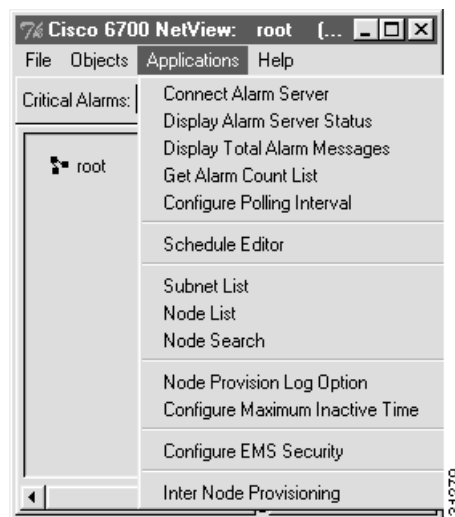 Cisco 6700 NetView: root (...
File Objects Applications Help
Critical Alarms:
root
Connect Alarm Server
Display Alarm Server Status
Display Total Alarm Messages
Get Alarm Count List
Configure Polling Interval
Schedule Editor
Subnet List
Node List
Node Search
Node Provision Log Option
Configure Maximum Inactive Time
Configure EMS Security
Inter Node Provisioning